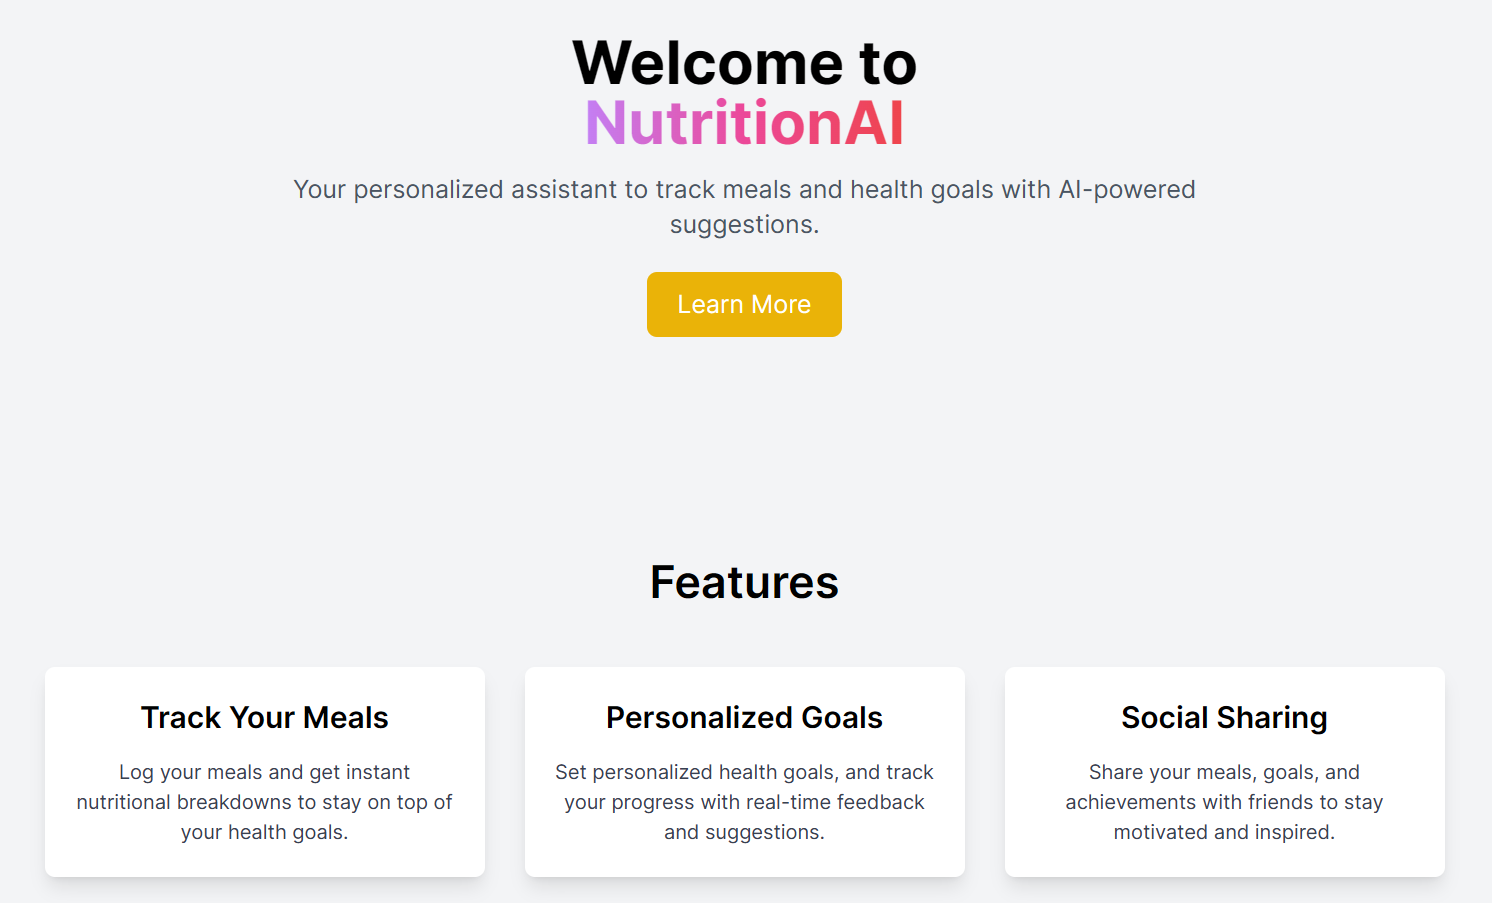 Welcome to
NutritionAI
Your personalized assistant to track meals and health goals with AI-powered
suggestions.
Learn More
Features
Track Your Meals
Log your meals and get instant
nutritional breakdowns to stay on top of
your health goals.
Personalized Goals
Set personalized health goals, and track
your progress with real-time feedback
and suggestions.
Social Sharing
Share your meals, goals, and
achievements with friends to stay
motivated and inspired.